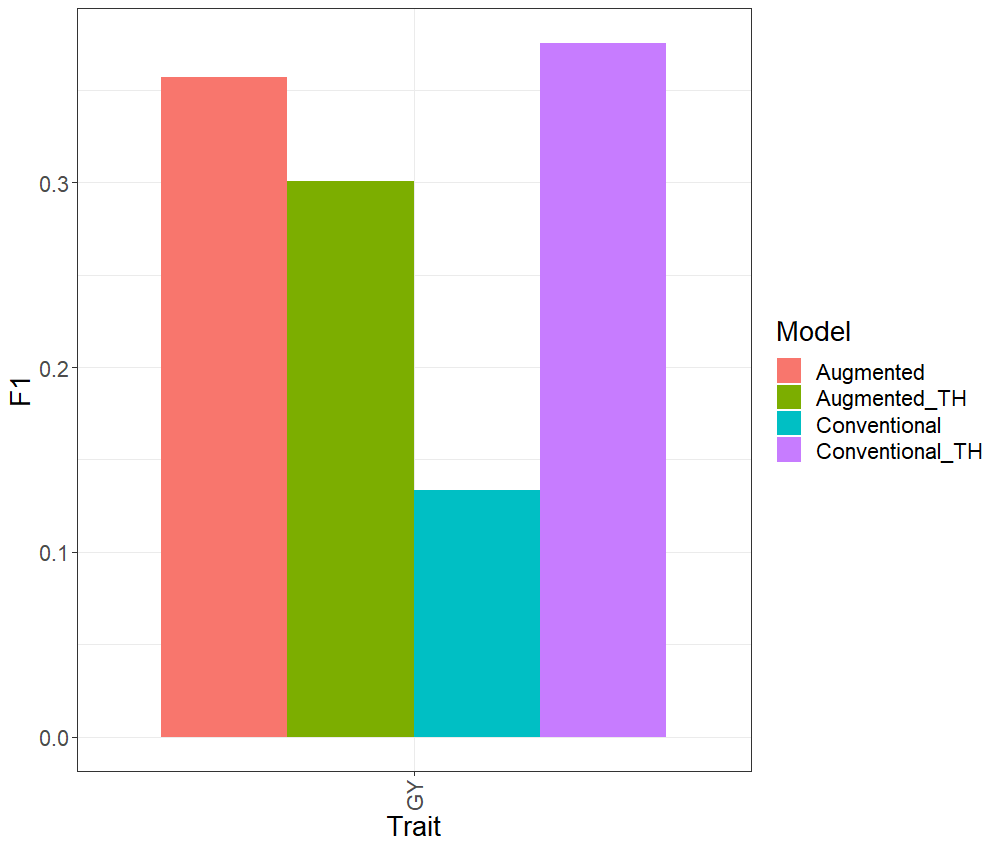 F1
0.3
0.2
0.1
0.0
GY
Trait
Model
Augmented
Augmented_TH
Conventional
Conventional_TH